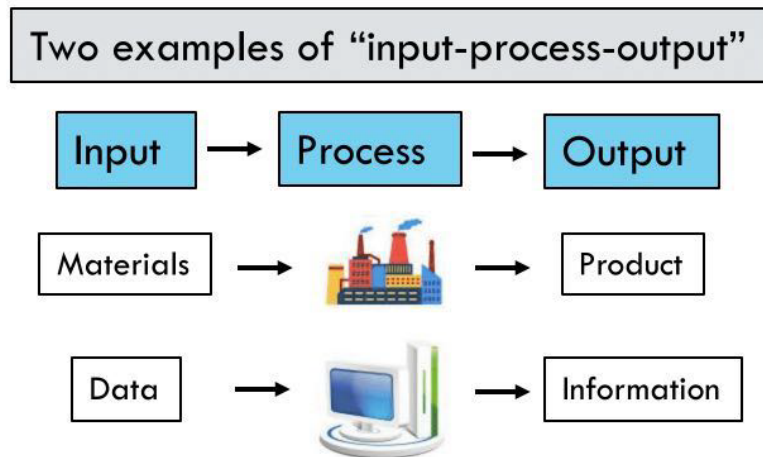 Two examples of “input-process-output”
Input
Process
Output
Materials
Product
Data
Information